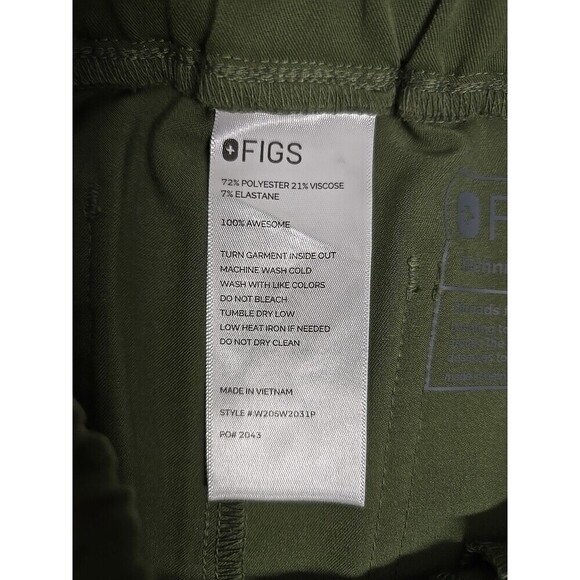 FIGS
72% POLYESTER 21% VISCOSE
7% ELASTANE
100% AWESOME
TURN GARMENT INSIDE OUT
MACHINE WASH COLD
WASH WITH LIKE COLORS
DO NOT BLEACH
TUMBLE DRY LOW
LOW HEAT IRON IF NEEDED
DO NOT DRY CLEAN
MADE IN VIETNAM
STYLE # W20SW2031P
PO# 2043